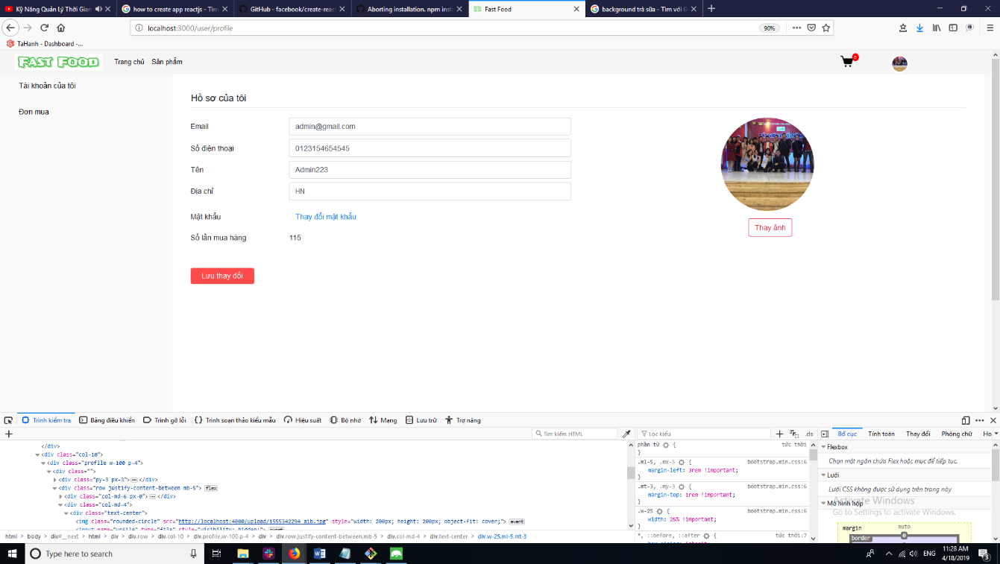 Kỹ Năng Quản Lý Thời Gian
how to create app reactjs - Tìm
GitHub - facebook/create-reac
Aborting installation. npm inst
Fast Food
background trà sữa - Tìm với G
localhost:3000/user/profile
90%
TaHanh - Dashboard -...
FAST FOOD
Trang chủ
Sản phẩm
0
Tài khoản của tôi
Đơn mua
Hồ sơ của tôi
Email
admin@gmail.com
Số điện thoại
0123154654545
Tên
Admin223
Địa chỉ
HN
Mật khẩu
Thay đổi mật khẩu
Số lần mua hàng
115
Thay ảnh
Lưu thay đổi
Trình kiểm tra
Bảng điều khiển
Trình gỡ lỗi
Trình soạn thảo kiểu mẫu
Hiệu suất
Bộ nhớ
Mạng
Lưu trữ
Trợ năng
Tìm kiếm HTML
</div>
<div class="col-10">
<div class="profile w-100 p-4">
<div class="">
<div class="py-3 px-3"></div>
<div class="row justify-content-between mb-5"> flex
<div class="col-md-6 px-0"></div>
<div class="col-md-4">
<div class="text-center">
<img class="rounded-circle" src="http://localhost:4000/upload/1555342294_aib.jpg" style="width: 200px; height: 200px; object-fit: cover;"> event
<input name="upfile" type="file" style="visibility: hidden;"> event
html > body > div#__next > html > div > div.row > div.col-10 > div.profile.w-100.p-4 > div > div.row.justify-content-between.mb-5 > div.col-md-4 > div.text-center > div.w-25.ml-5.mt-3
Lọc kiểu
.cls
phần tử { tức thời
}
.ml-5, .mx-5 { bootstrap.min.css:6
margin-left: 3rem !important;
}
.mt-3, .my-3 { bootstrap.min.css:6
margin-top: 1rem !important;
}
.w-25 { bootstrap.min.css:6
width: 25% !important;
}
*, ::before, ::after { tức thời:7
box-sizing: inherit;
Bố cục
Tính toán
Thay đổi
Phông chữ
Ho
Flexbox
Chọn một ngăn chứa Flex hoặc mục để tiếp tục.
Lưới
Lưới CSS không được sử dụng trên trang này
Mô hình hộp
Activate Windows
Go to Settings to activate Windows.
margin
auto
border
0
Type here to search
ENG
11:28 AM
4/18/2019
3